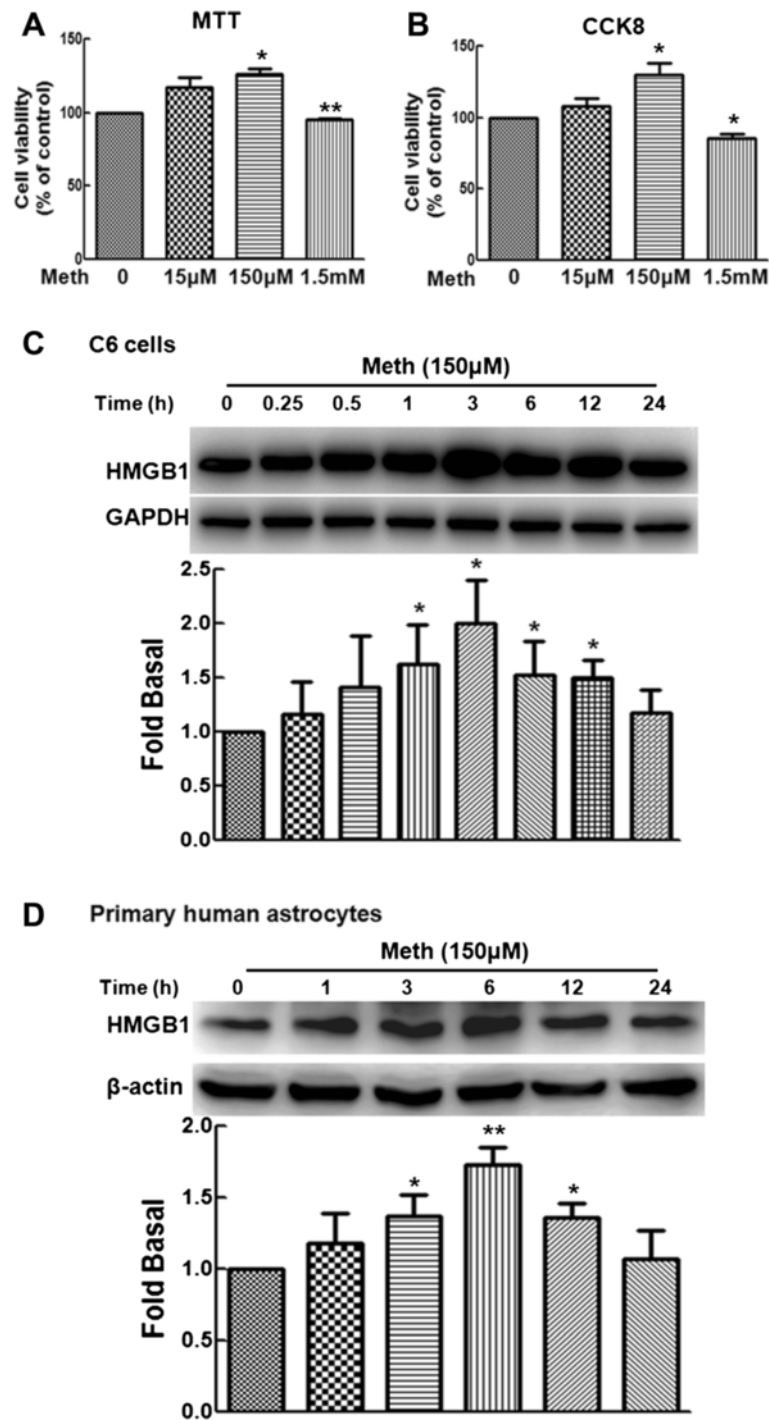 A MTT
Cell viability
(% of control)
150
100
50
0
* **
Meth 0 15μM 150μM 1.5mM
B CCK8
Cell viability
(% of control)
150
100
50
0
* *
Meth 0 15μM 150μM 1.5mM
C C6 cells
Meth (150μM)
Time (h) 0 0.25 0.5 1 3 6 12 24
HMGB1
GAPDH
Fold Basal
2.5
2.0
1.5
1.0
0.5
0.0
* * * *
D Primary human astrocytes
Meth (150μM)
Time (h) 0 1 3 6 12 24
HMGB1
β-actin
Fold Basal
2.0
1.5
1.0
0.5
0.0
* ** *